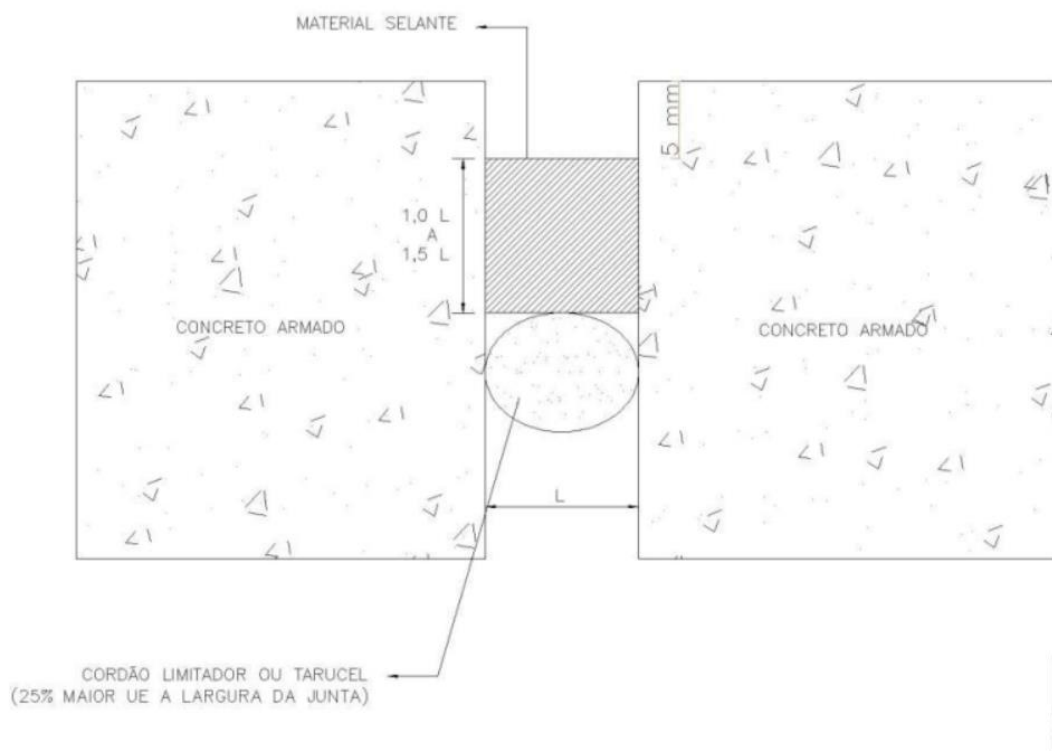 MATERIAL SELANTE
5 mm
1,0 L
A
1,5 L
CONCRETO ARMADO
CONCRETO ARMADO
L
CORDÃO LIMITADOR OU TARUCEL
(25% MAIOR UE A LARGURA DA JUNTA)